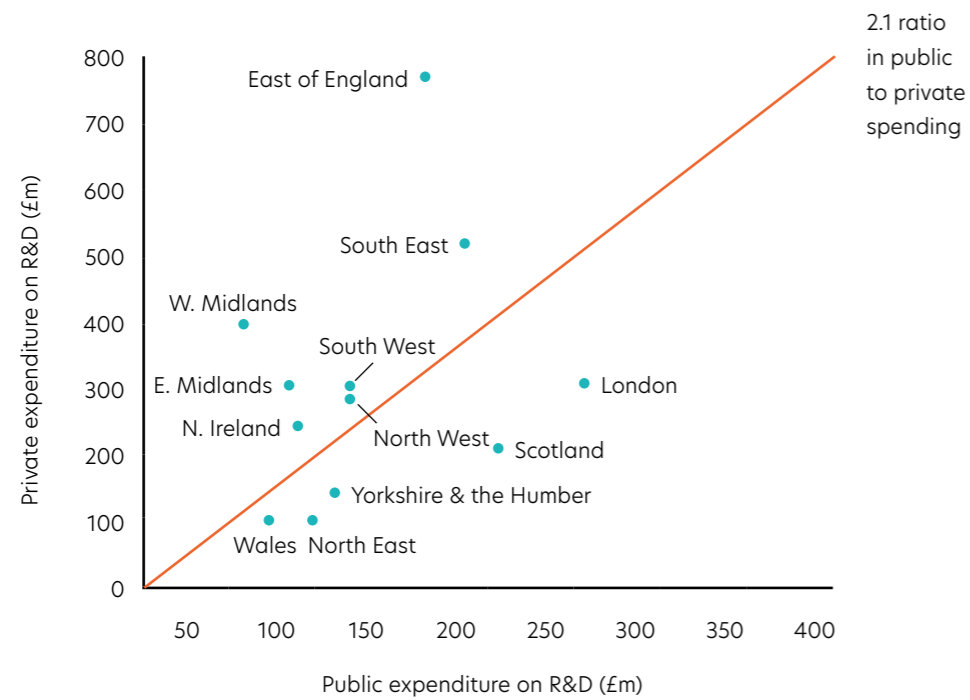 2.1 ratio
in public
to private
spending
Private expenditure on R&D (£m)
800
700
600
500
400
300
200
100
0
East of England
South East
W. Midlands
South West
E. Midlands
London
N. Ireland
North West
Scotland
Yorkshire & the Humber
Wales
North East
50 100 150 200 250 300 350 400
Public expenditure on R&D (£m)